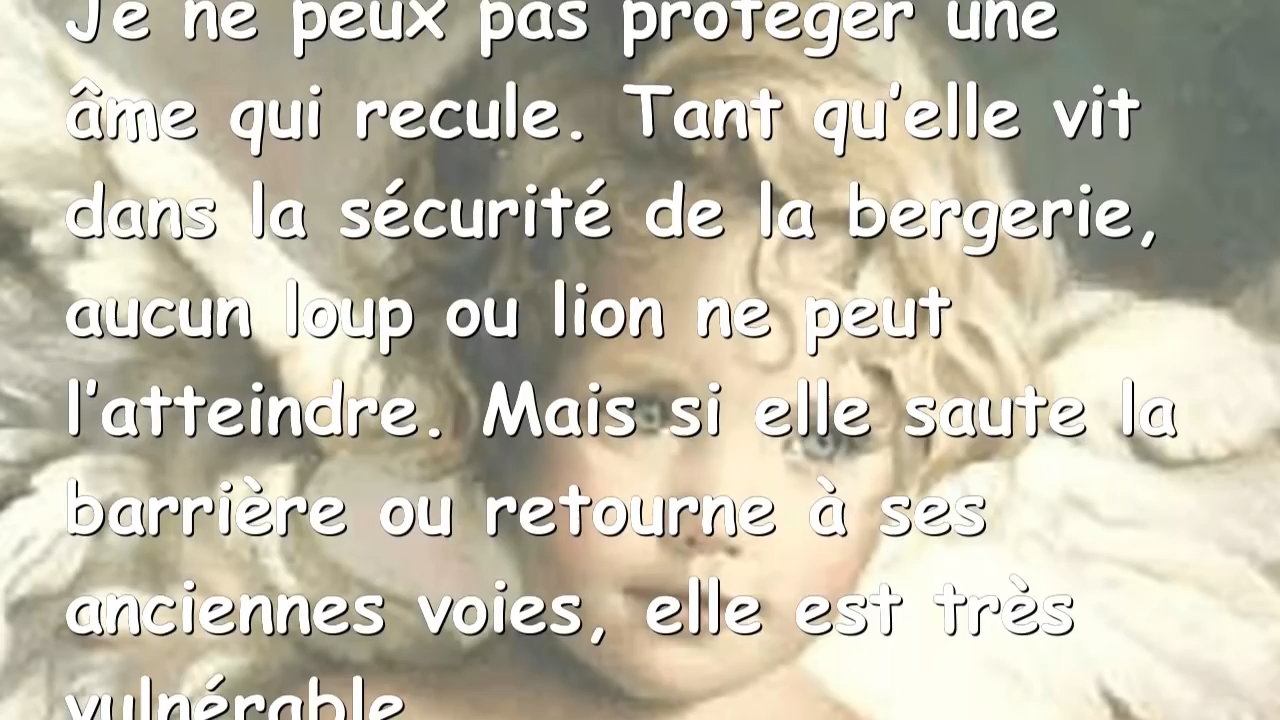 Je ne peux pas protéger une
âme qui recule. Tant qu'elle vit
dans la sécurité de la bergerie,
aucun loup ou lion ne peut
l'atteindre. Mais si elle saute la
barrière ou retourne à ses
anciennes voies, elle est très
vulnérable